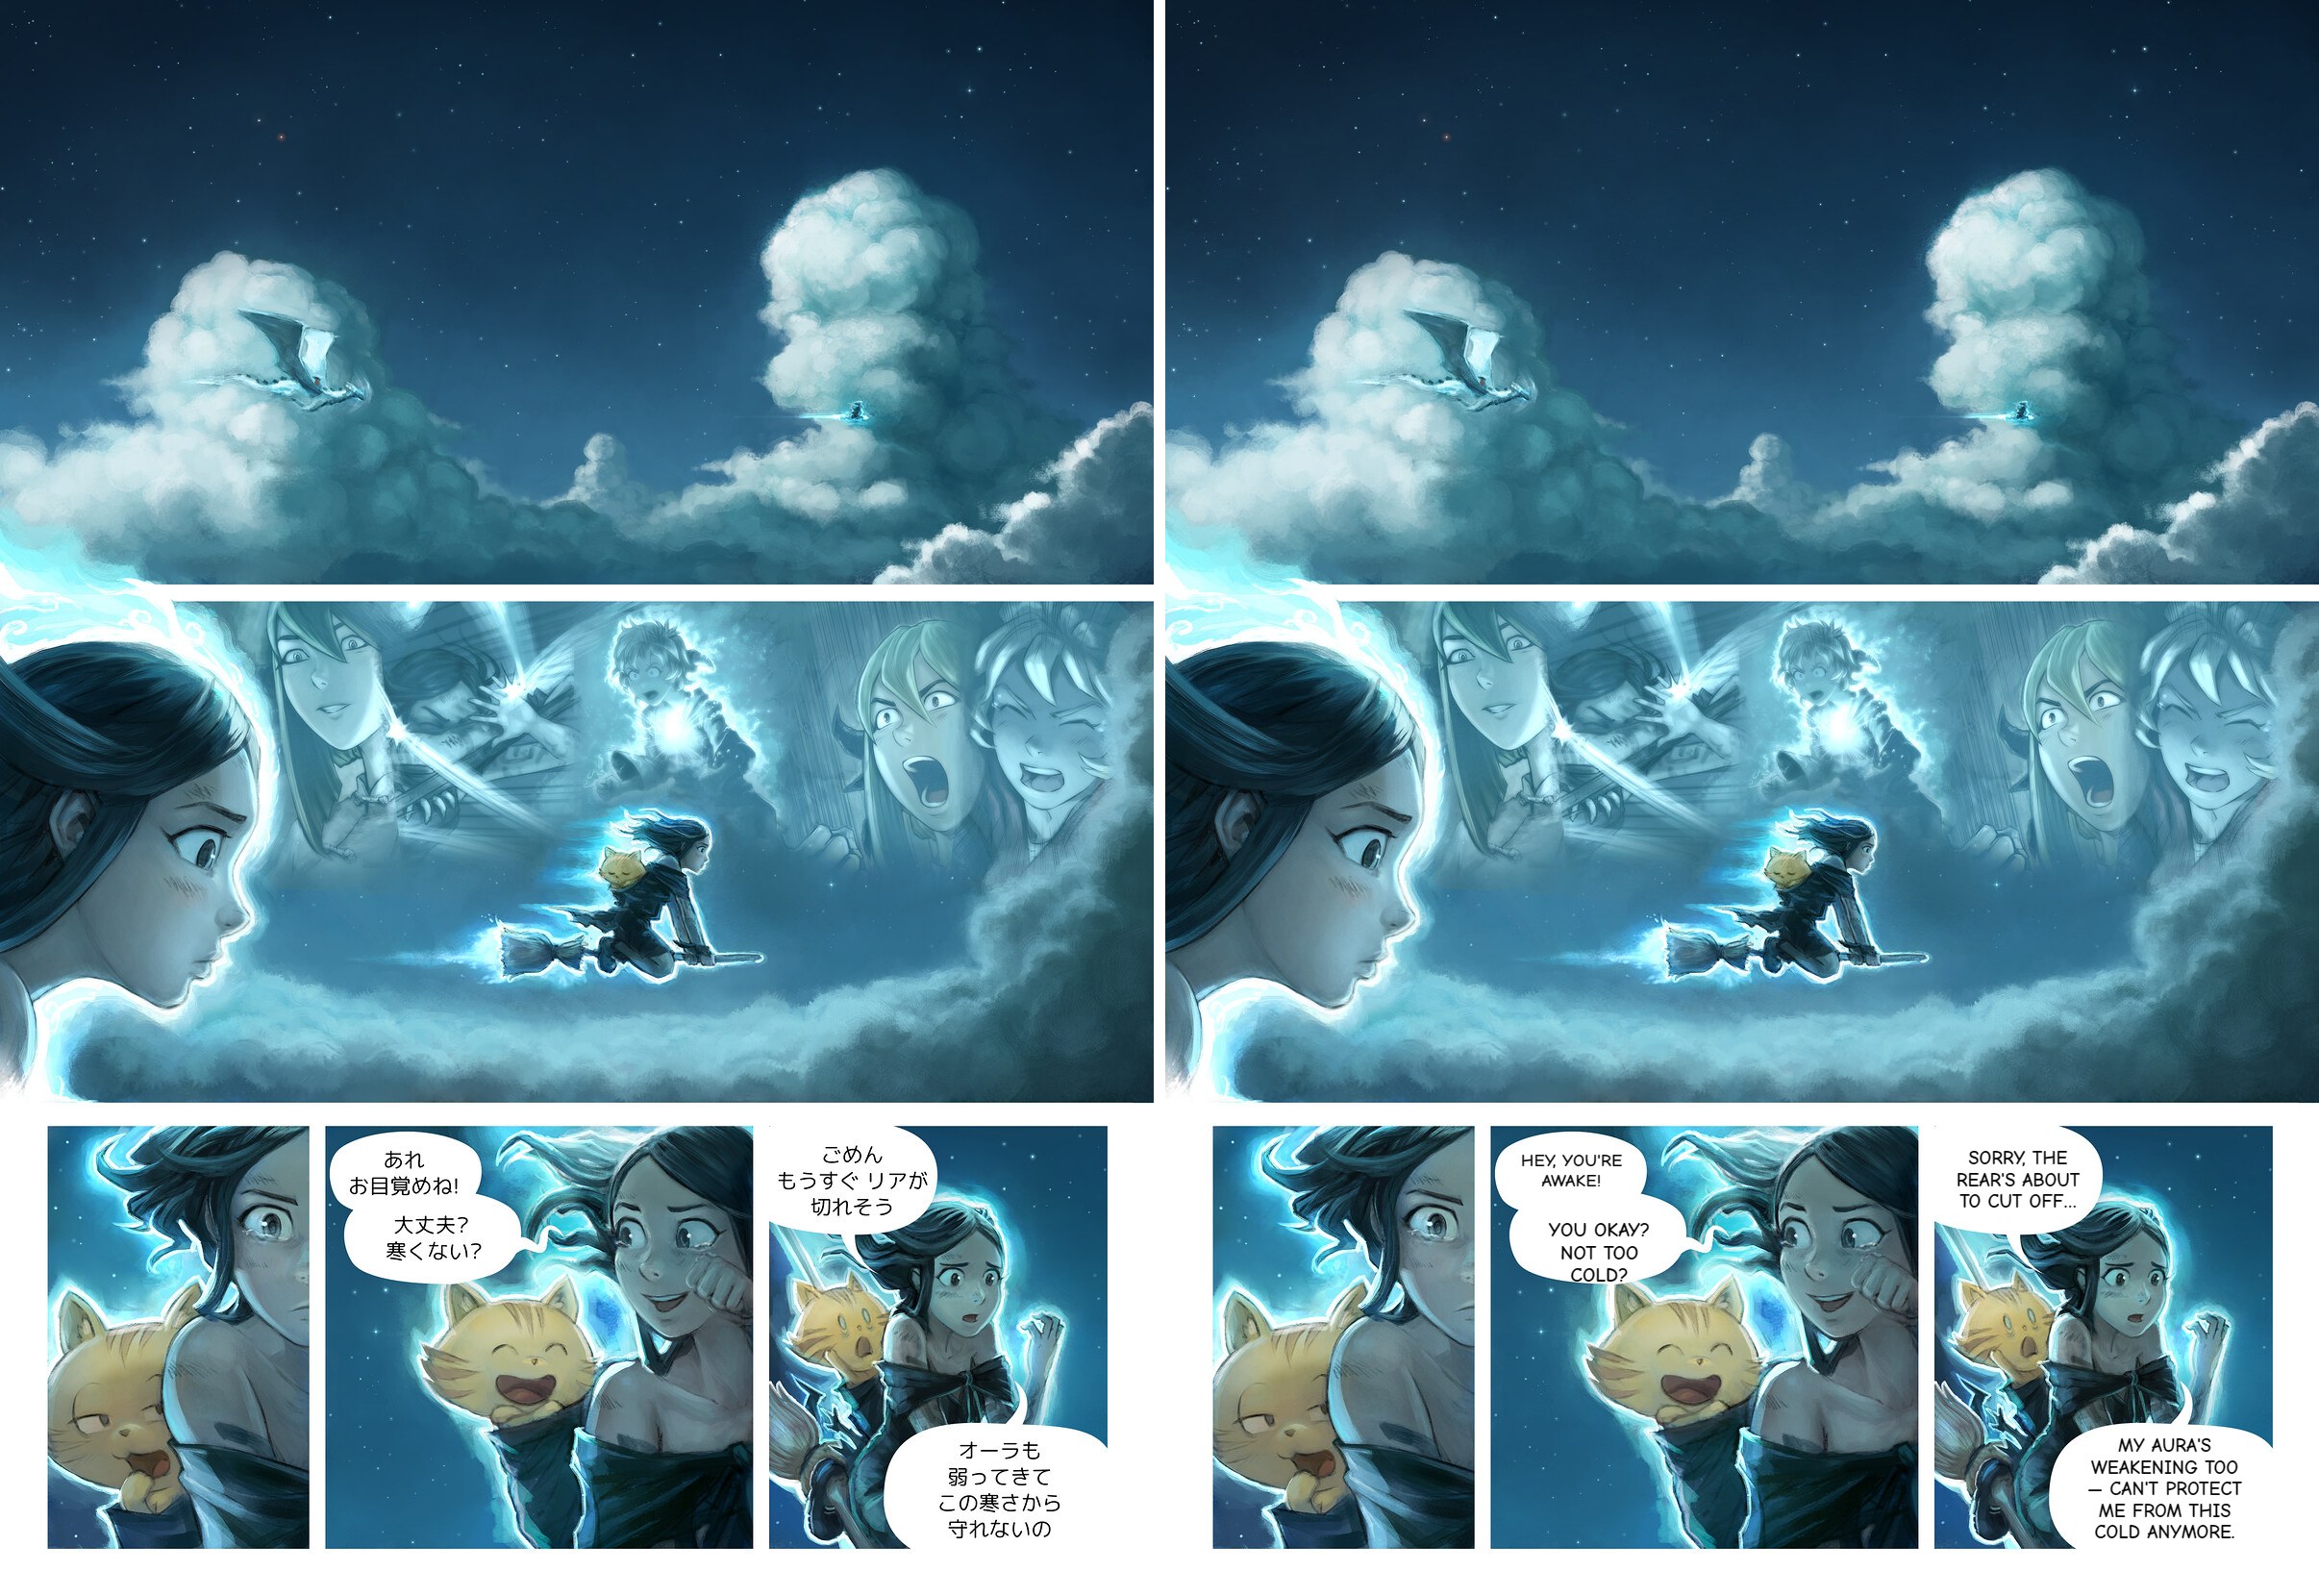 あれ
お目覚めね!
大丈夫?
寒くない?
ごめん
もうすぐ リアが
切れそう
オーラも
弱ってきて
この寒さから
守れないの
HEY, YOU'RE
AWAKE!
YOU OKAY?
NOT TOO
COLD?
SORRY, THE
REAR'S ABOUT
TO CUT OFF...
MY AURA'S
WEAKENING TOO
— CAN'T PROTECT
ME FROM THIS
COLD ANYMORE.